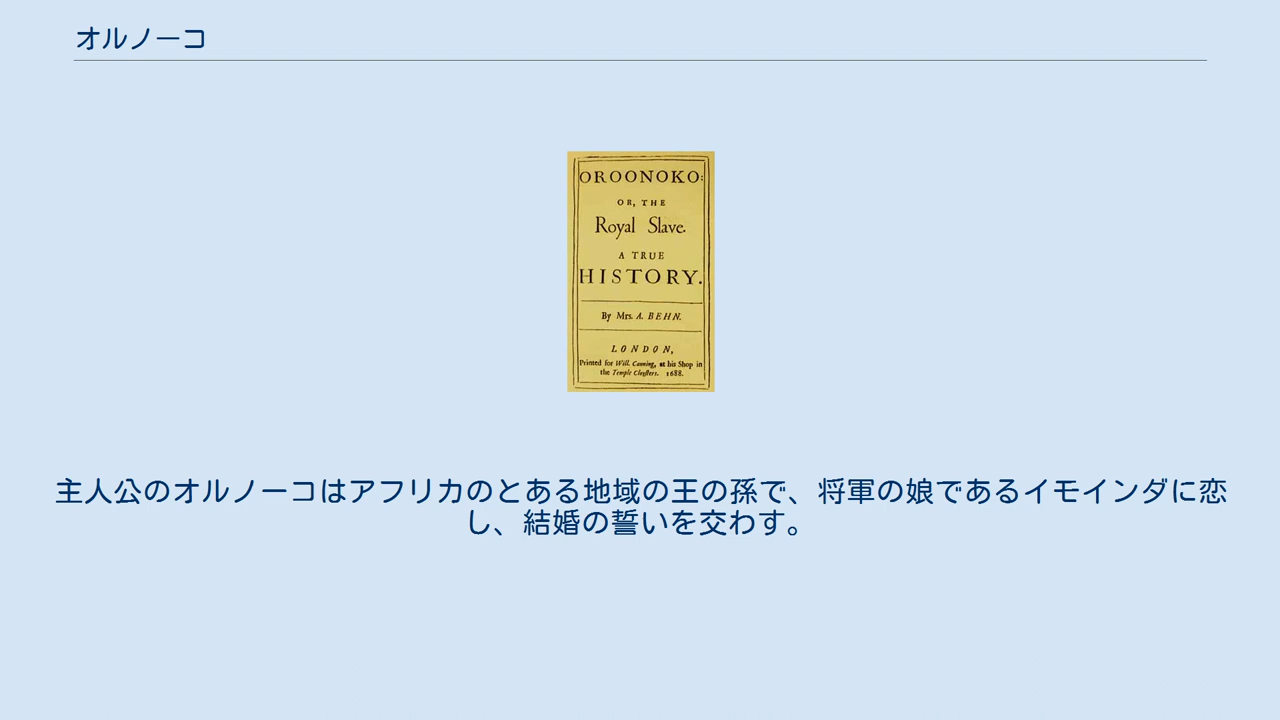 オルノーコ
OROONOKO:
OR, THE
Royal Slave.
A TRUE
HISTORY.
By Mrs. A. BEHN.
LONDON,
Printed for Will. Canning, at his Shop in
the Temple Cloysters. 1688.
主人公のオルノーコはアフリカのとある地域の王の孫で、将軍の娘であるイモインダに恋
し、結婚の誓いを交わす。